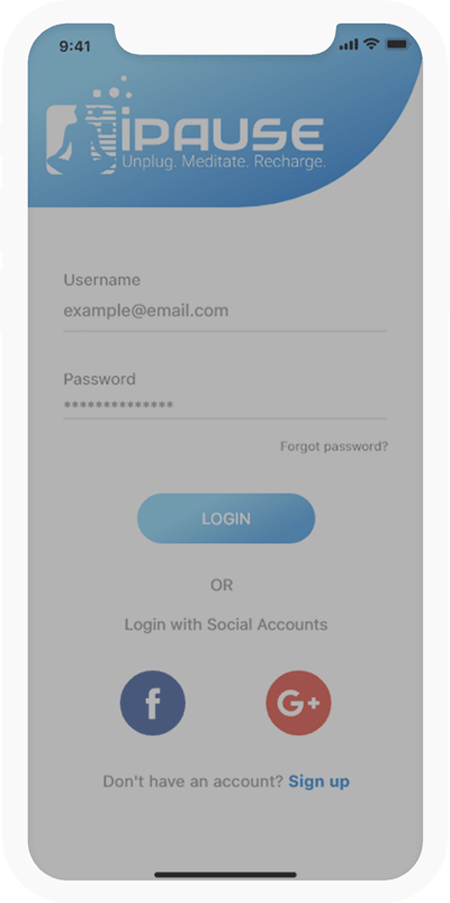 9:41
iPAUSE
Unplug. Meditate. Recharge.
Username
example@email.com
Password
**************
Forgot password?
LOGIN
OR
Login with Social Accounts
f G+
Don't have an account? Sign up